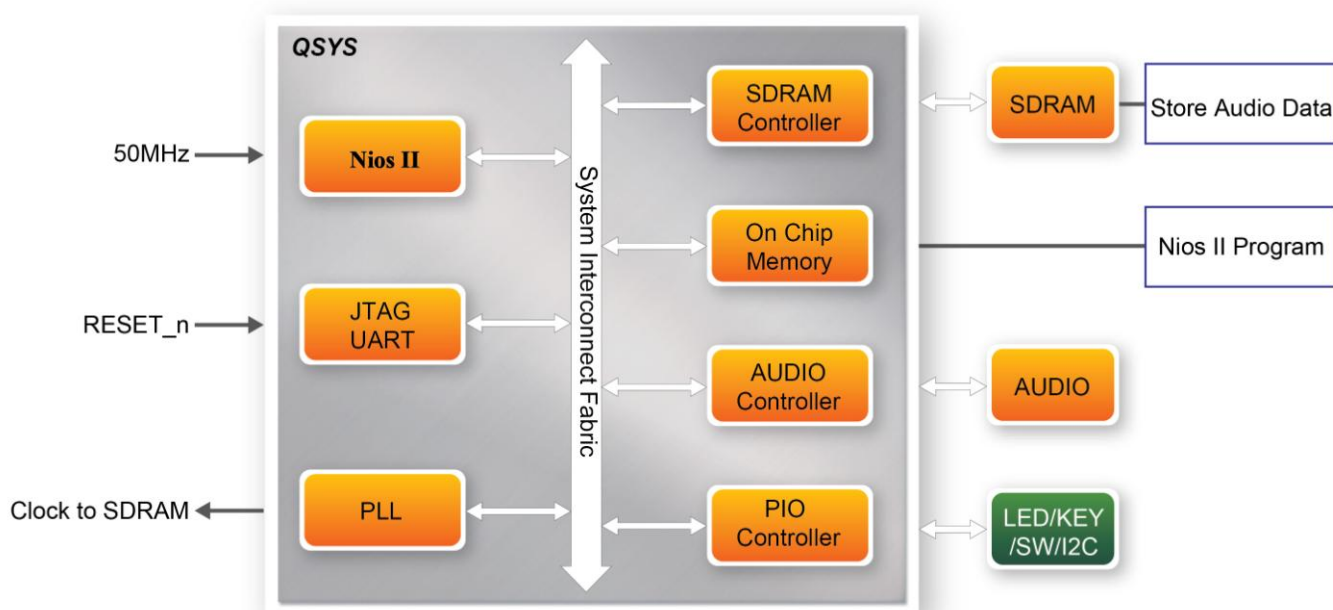 QSYS
50MHz
Nios II
RESET_n
JTAG
UART
Clock to SDRAM
PLL
System Interconnect Fabric
SDRAM
Controller
On Chip
Memory
AUDIO
Controller
PIO
Controller
SDRAM
Store Audio Data
Nios II Program
AUDIO
LED/KEY
/SW/I2C